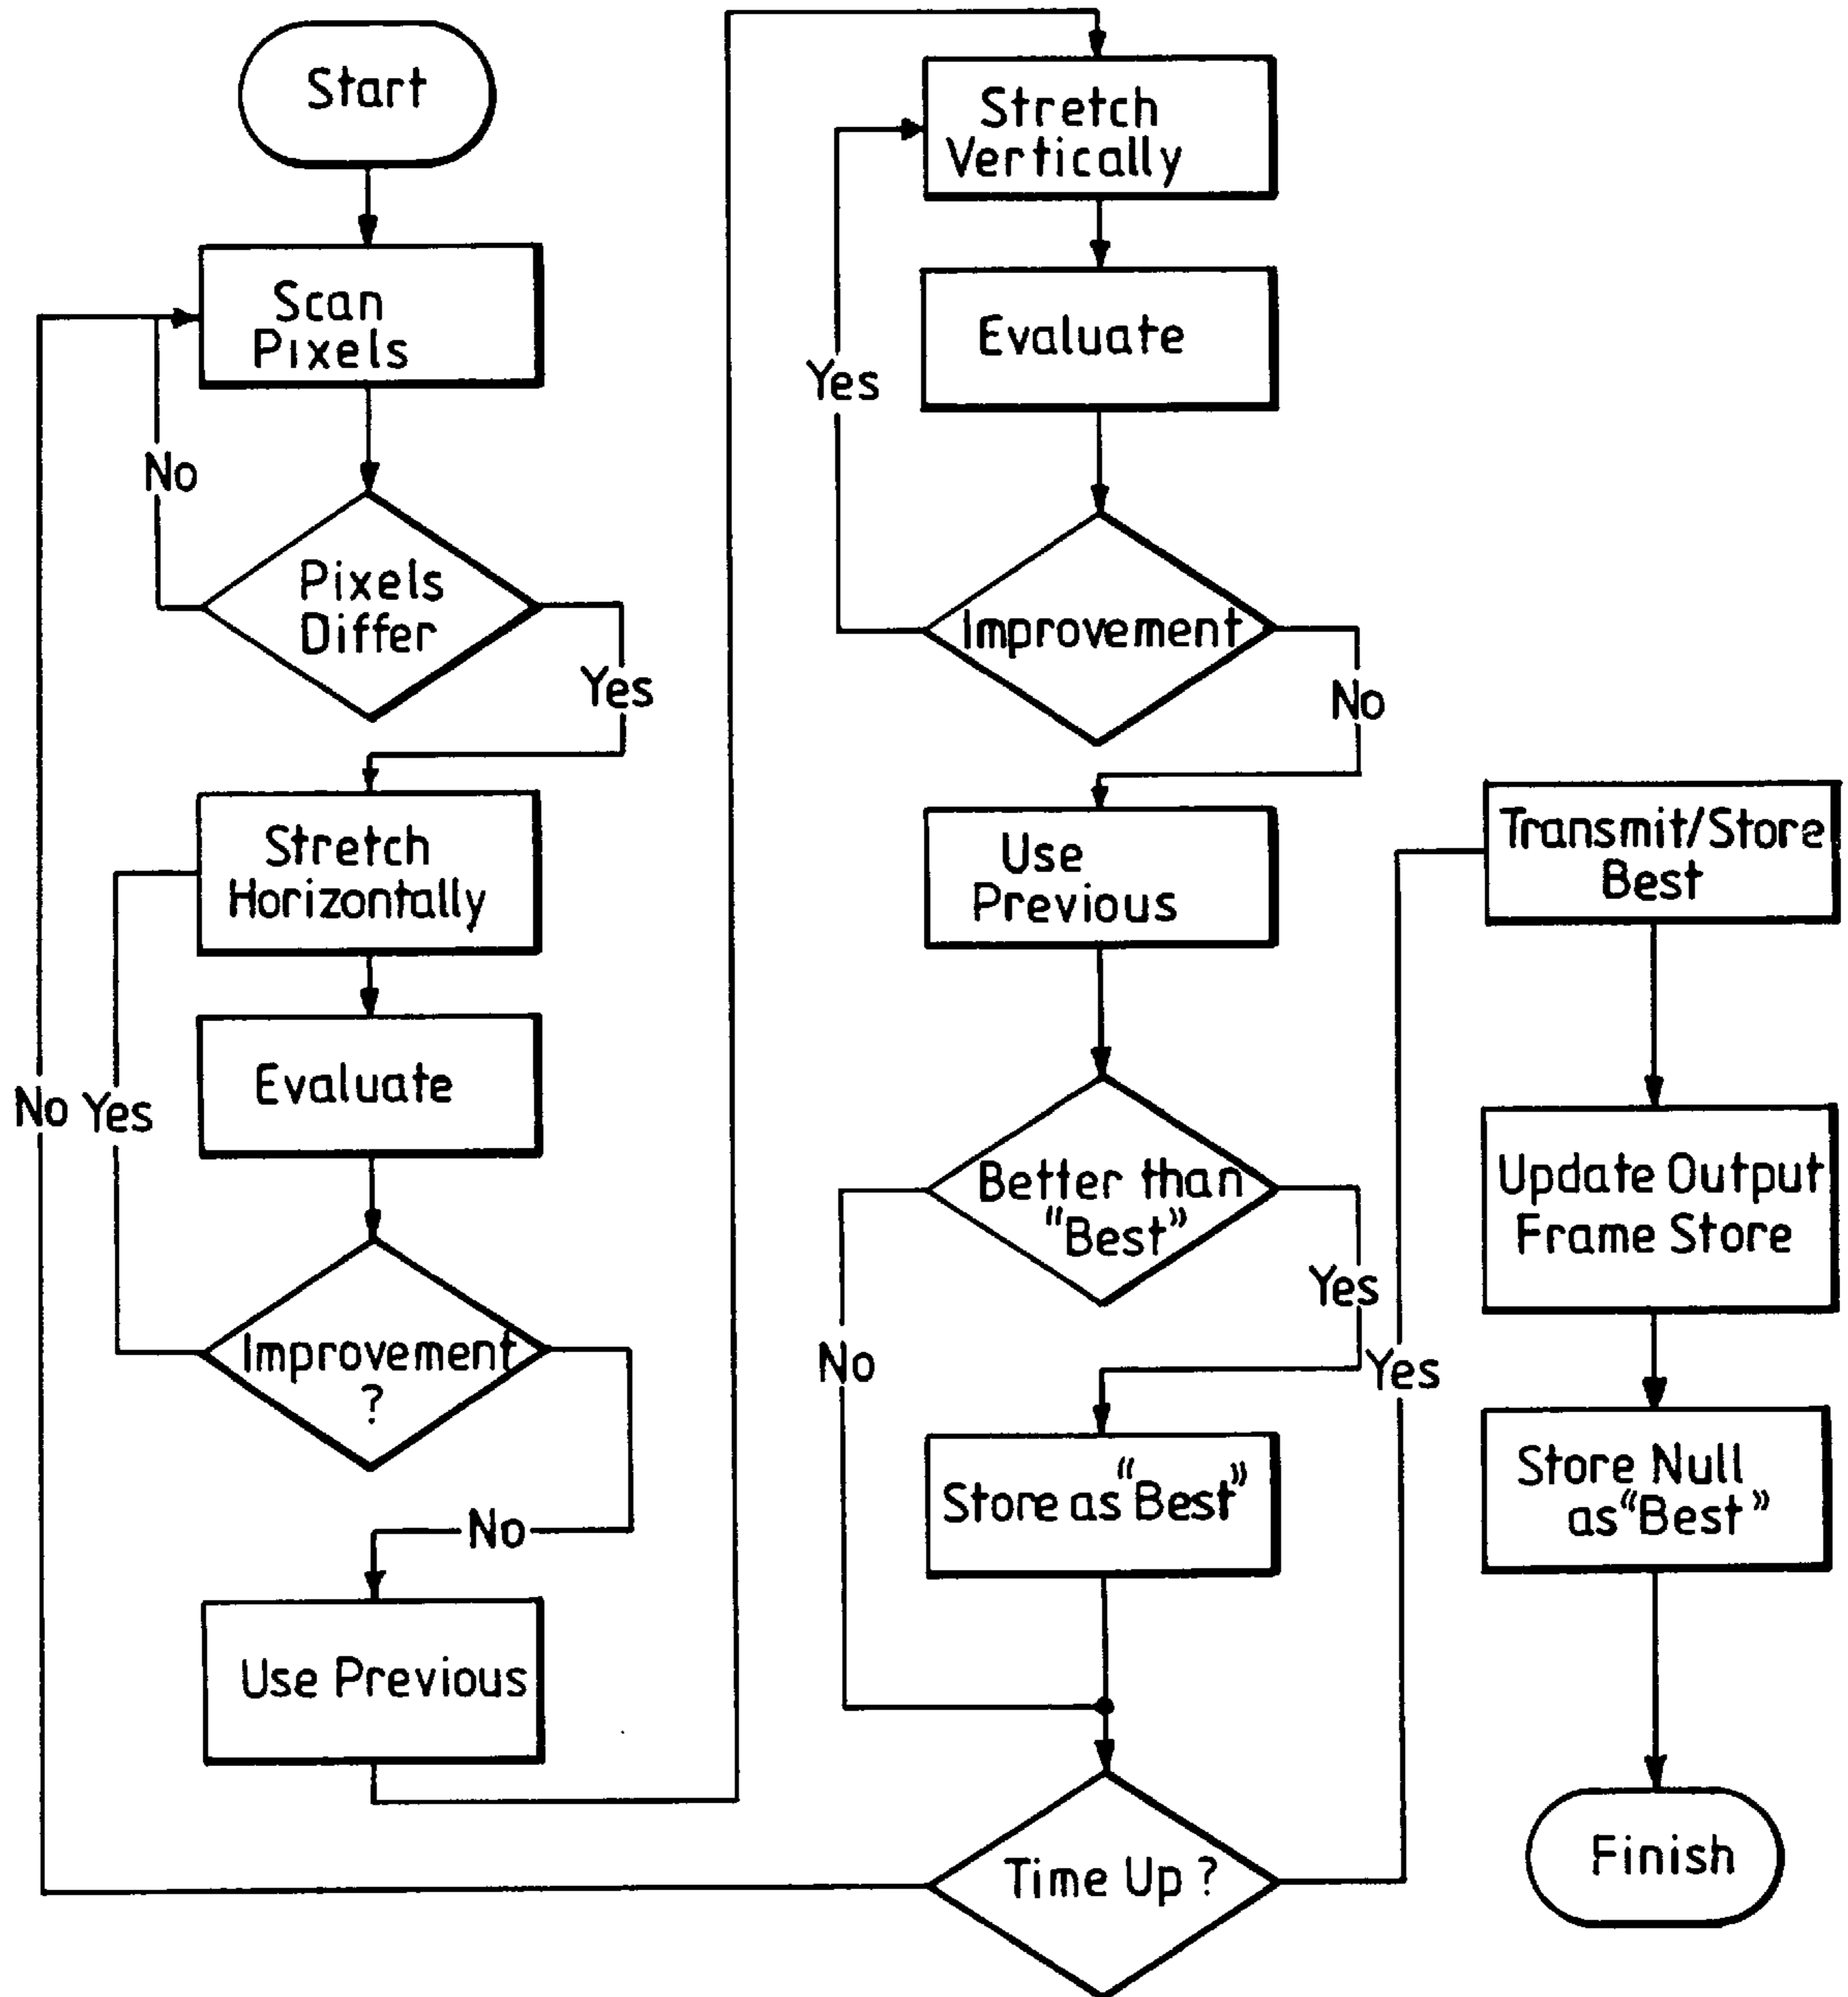 Start
Scan
Pixels
No
Pixels
Differ
Yes
Stretch
Horizontally
Evaluate
No
Yes
Improvement
?
No
Use Previous
Stretch
Vertically
Evaluate
Yes
Improvement
No
Use
Previous
Better than
"Best"
No
Yes
Store as "Best"
Time Up ?
Yes
Transmit/Store
Best
Update Output
Frame Store
Store Null
as "Best"
Finish